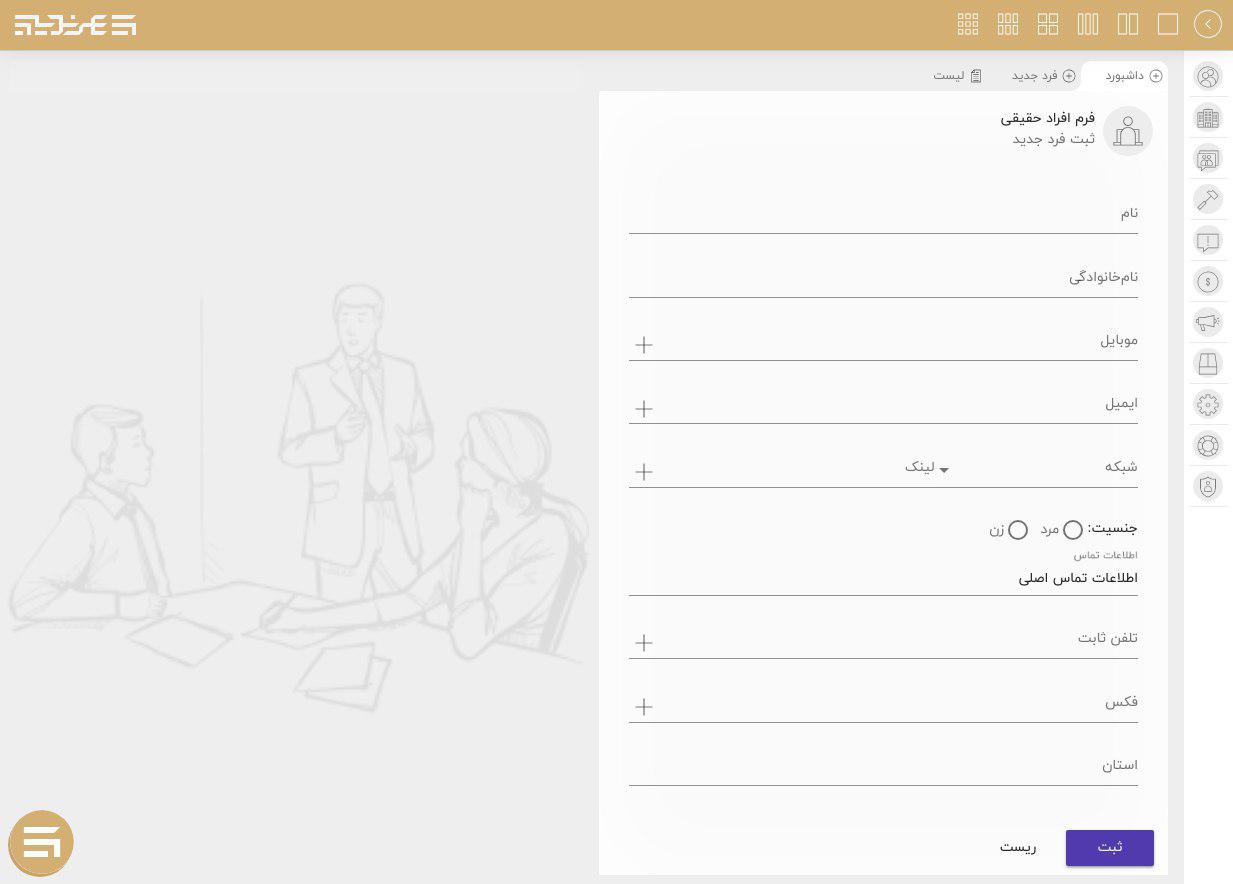 داشبورد
فرد جدید
لیست
فرم افراد حقیقی
ثبت فرد جدید
نام
نام‌خانوادگی
موبایل
ایمیل
شبکه لینک
جنسیت: مرد زن
اطلاعات تماس
اطلاعات تماس اصلی
تلفن ثابت
فکس
استان
ثبت ریست